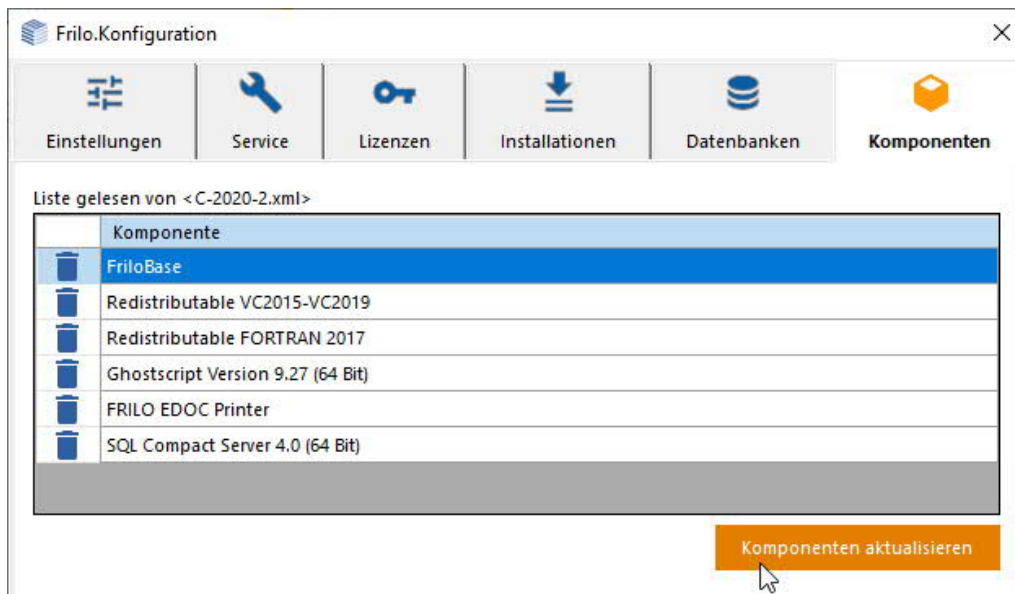 Frilo.Konfiguration
Einstellungen Service Lizenzen Installationen Datenbanken Komponenten
Liste gelesen von <C-2020-2.xml>
Komponente
FriloBase
Redistributable VC2015-VC2019
Redistributable FORTRAN 2017
Ghostscript Version 9.27 (64 Bit)
FRILO EDOC Printer
SQL Compact Server 4.0 (64 Bit)
Komponenten aktualisieren